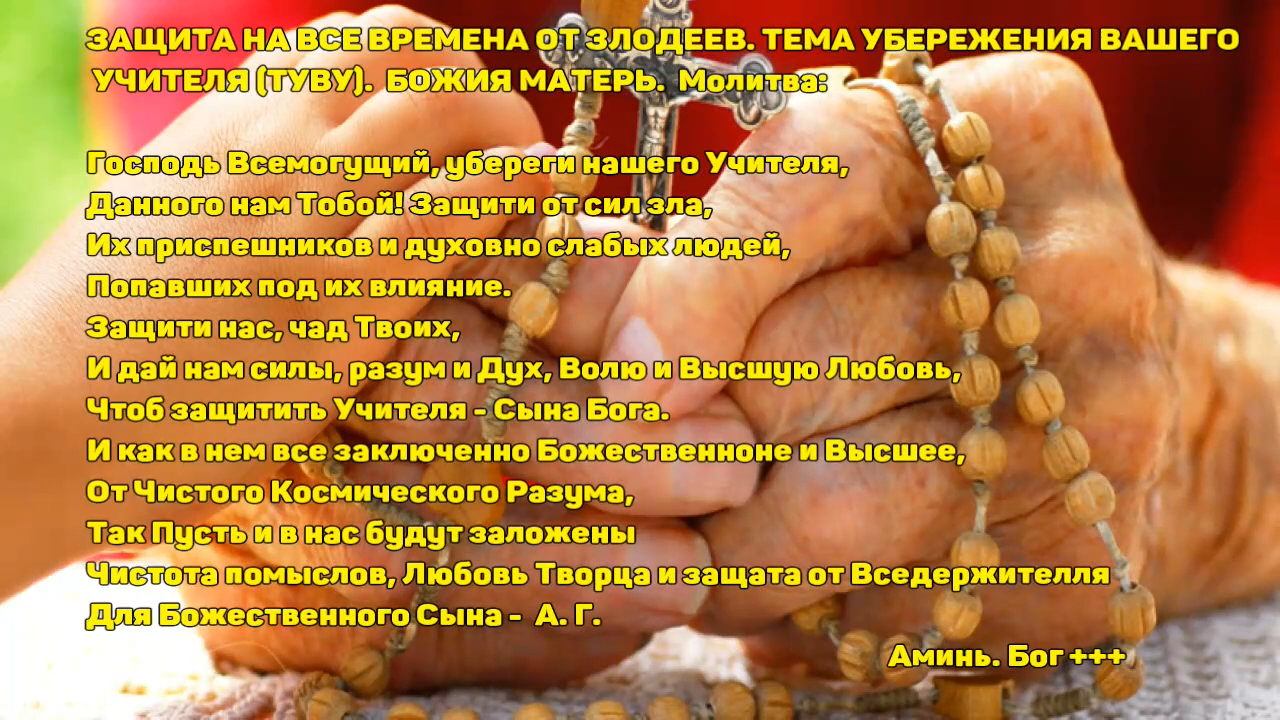 ЗАЩИТА НА ВСЕ ВРЕМЕНА ОТ ЗЛОДЕЕВ. ТЕМА УБЕРЕЖЕНИЯ ВАШЕГО
УЧИТЕЛЯ (ТУВУ). БОЖИЯ МАТЕРЬ. Молитва:
Господь Всемогущий, убереги нашего Учителя,
Данного нам Тобой! Защити от сил зла,
Их приспешников и духовно слабых людей,
Попавших под их влияние.
Защити нас, чад Твоих,
И дай нам силы, разум и Дух, Волю и Высшую Любовь,
Чтоб защитить Учителя - Сына Бога.
И как в нем все заключенно Божественноне и Высшее,
От Чистого Космического Разума,
Так Пусть и в нас будут заложены
Чистота помыслов, Любовь Творца и защата от Вседержителля
Для Божественного Сына - А. Г.
Аминь. Бог +++